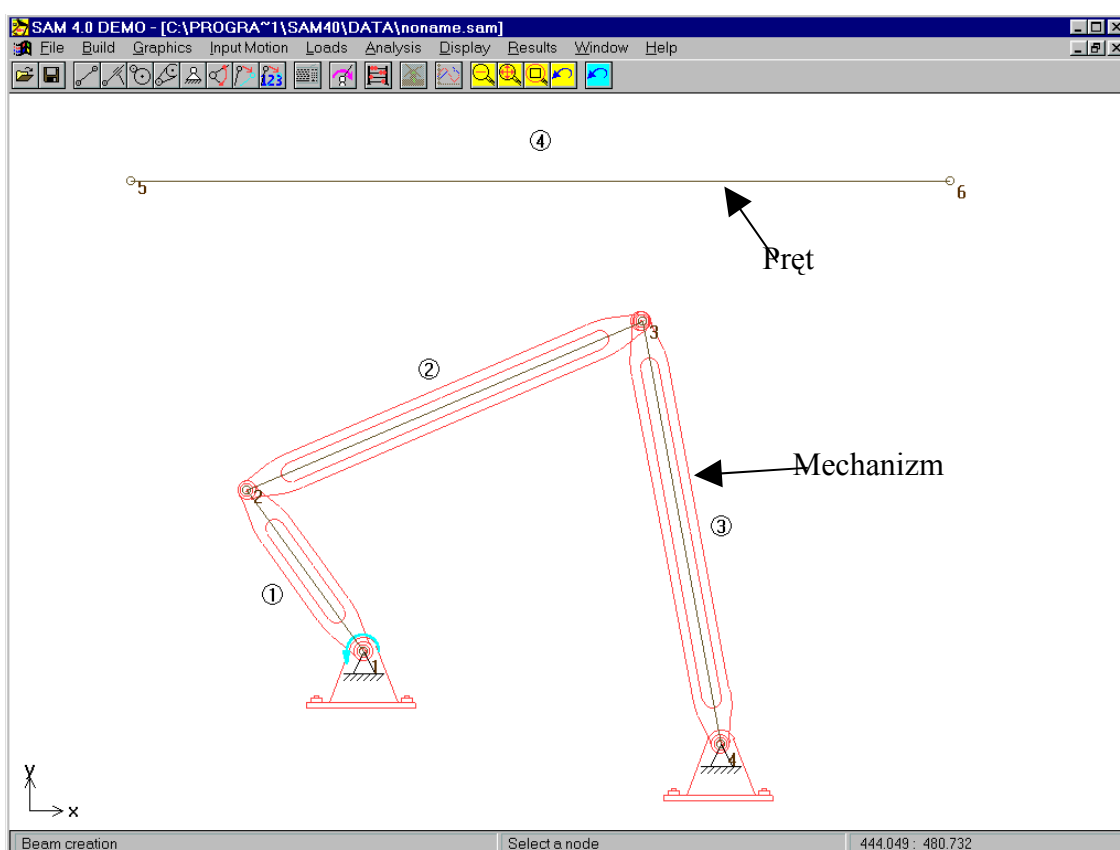 SAM 4.0 DEMO - [C:\PROGRA~1\SAM40\DATA\noname.sam]
File Build Graphics Input Motion Loads Analysis Display Results Window Help
123
4
5
6
Pręt
3
2
Mechanizm
2
3
1
1
4
y
x
Beam creation Select a node 444.049 : 480.732